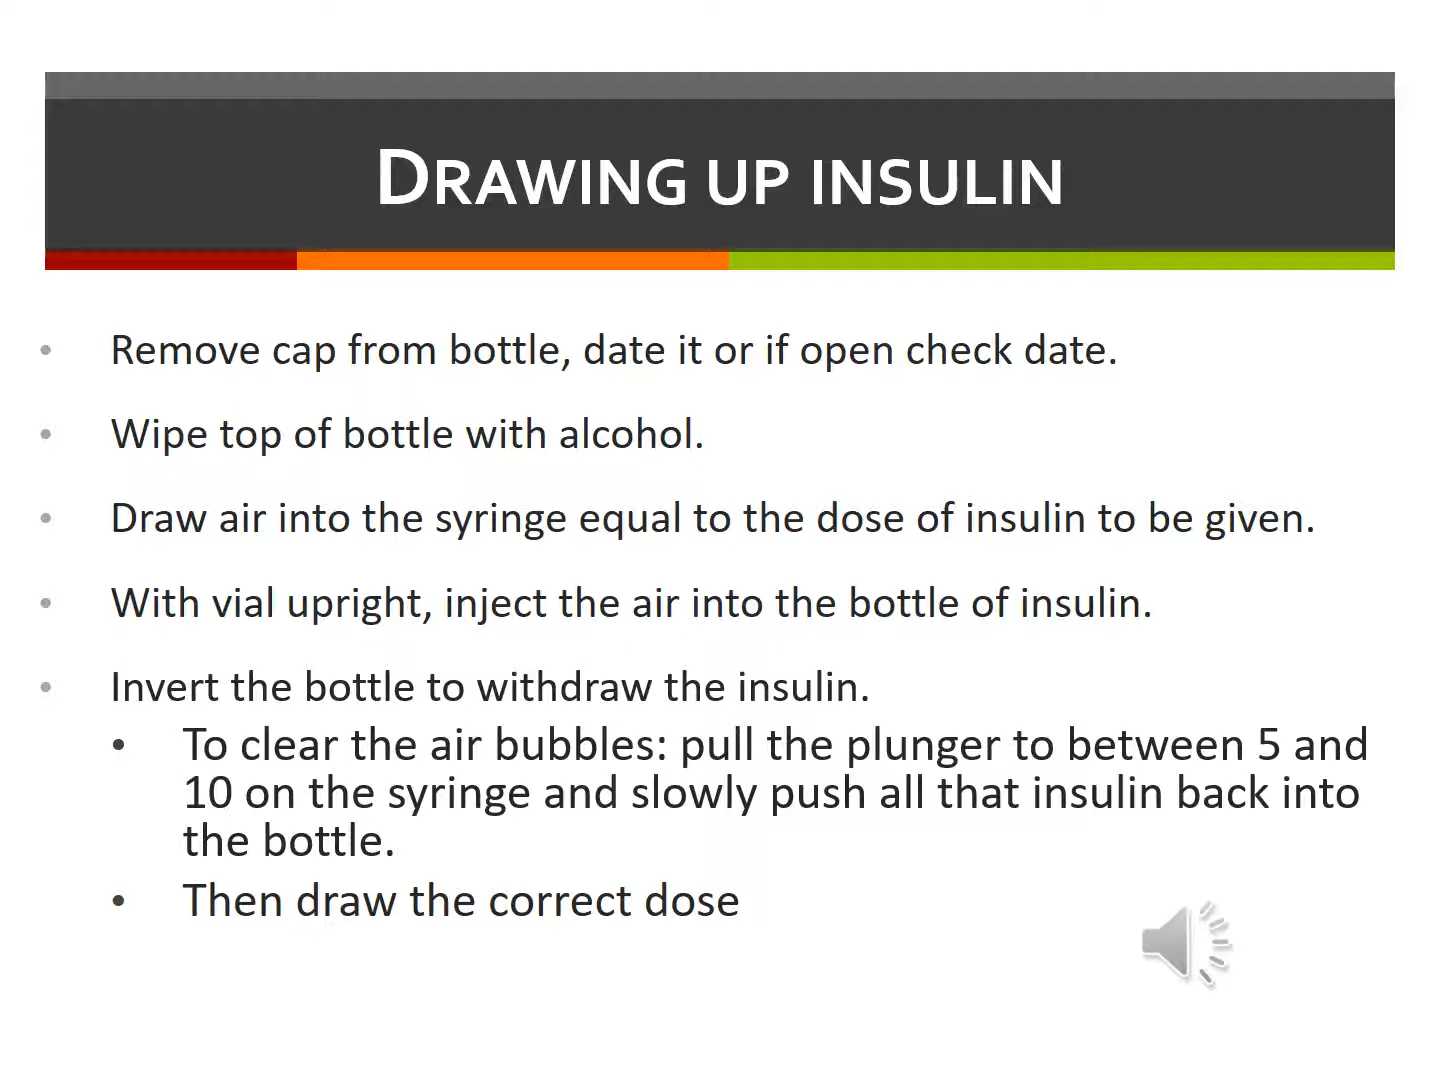 DRAWING UP INSULIN
• Remove cap from bottle, date it or if open check date.
• Wipe top of bottle with alcohol.
• Draw air into the syringe equal to the dose of insulin to be given.
• With vial upright, inject the air into the bottle of insulin.
• Invert the bottle to withdraw the insulin.
• To clear the air bubbles: pull the plunger to between 5 and
10 on the syringe and slowly push all that insulin back into
the bottle.
• Then draw the correct dose